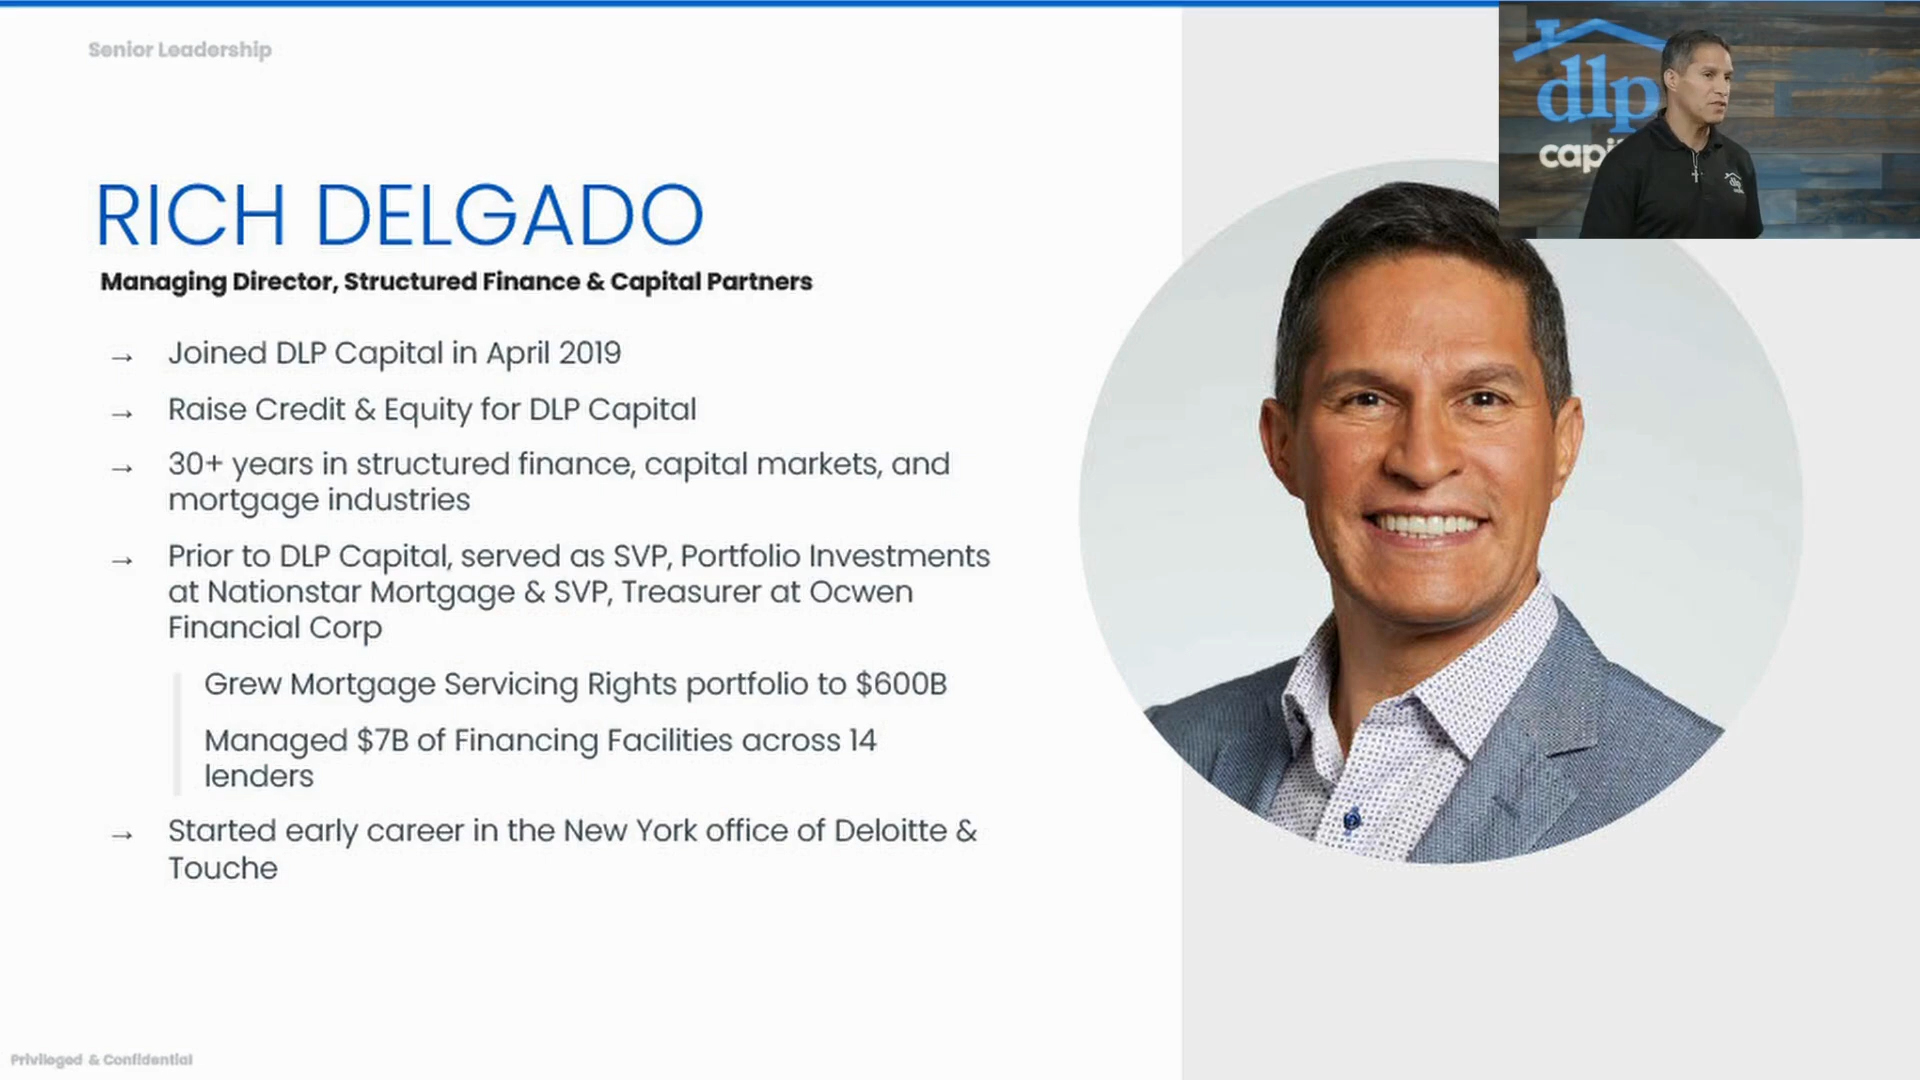 Senior Leadership
dlp
capi
dlp
RICH DELGADO
Managing Director, Structured Finance & Capital Partners
→ Joined DLP Capital in April 2019
→ Raise Credit & Equity for DLP Capital
→ 30+ years in structured finance, capital markets, and
mortgage industries
→ Prior to DLP Capital, served as SVP, Portfolio Investments
at Nationstar Mortgage & SVP, Treasurer at Ocwen
Financial Corp
Grew Mortgage Servicing Rights portfolio to $600B
Managed $7B of Financing Facilities across 14
lenders
→ Started early career in the New York office of Deloitte &
Touche
Privileged & Confidential